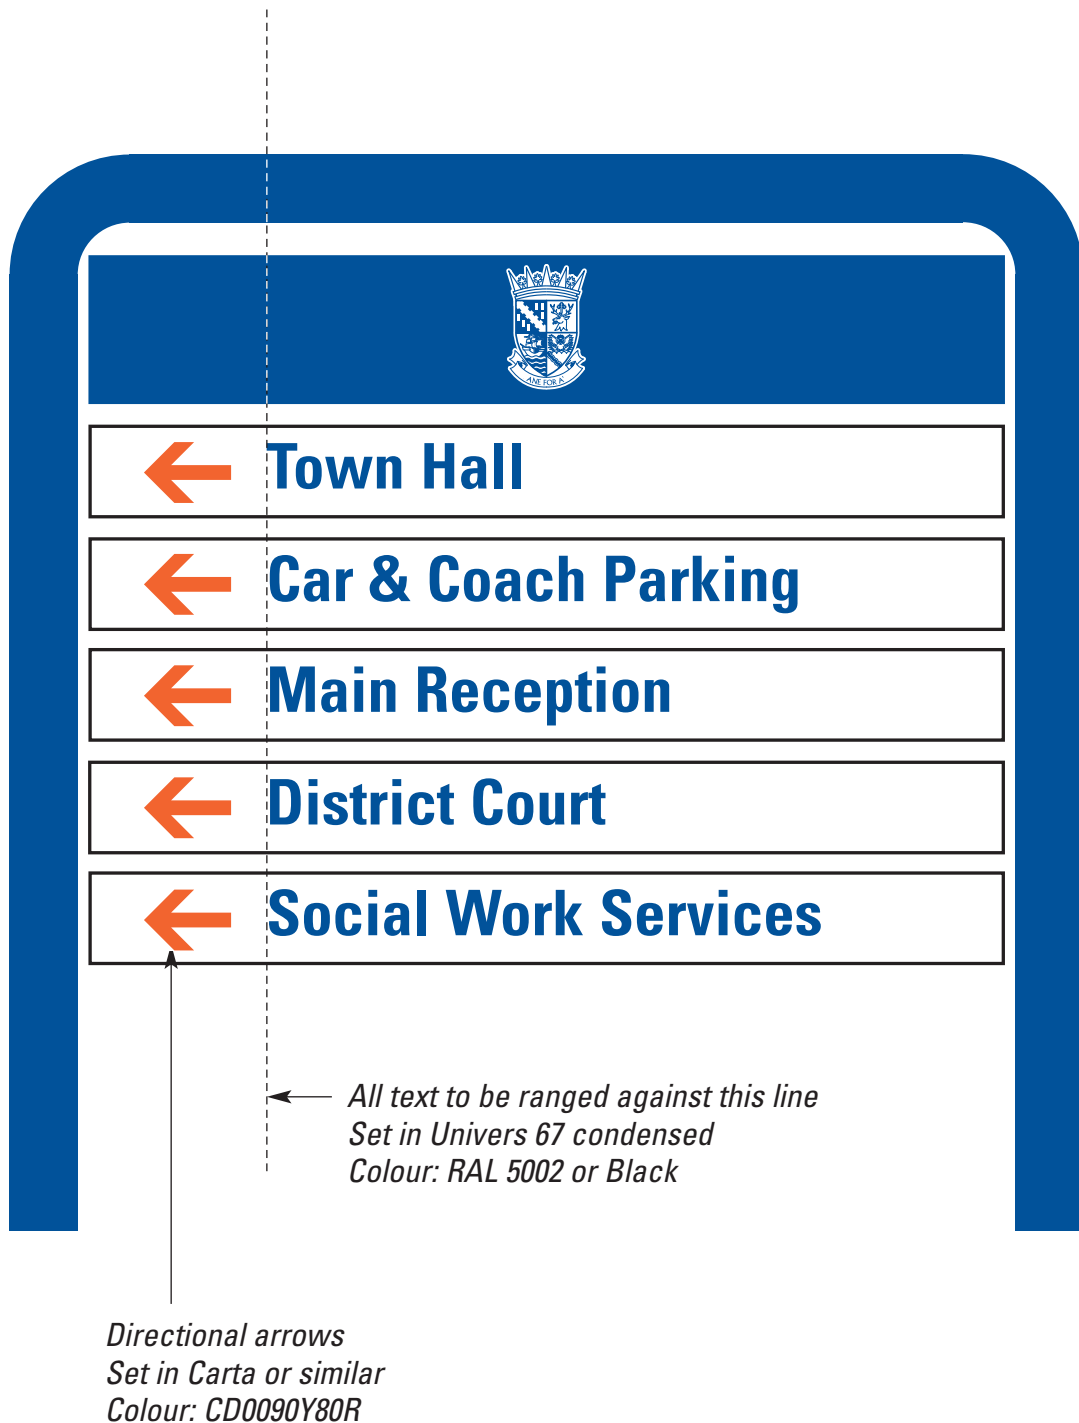 ANE FOR A'
Town Hall
Car & Coach Parking
Main Reception
District Court
Social Work Services
All text to be ranged against this line
Set in Univers 67 condensed
Colour: RAL 5002 or Black
Directional arrows
Set in Carta or similar
Colour: CD0090Y80R